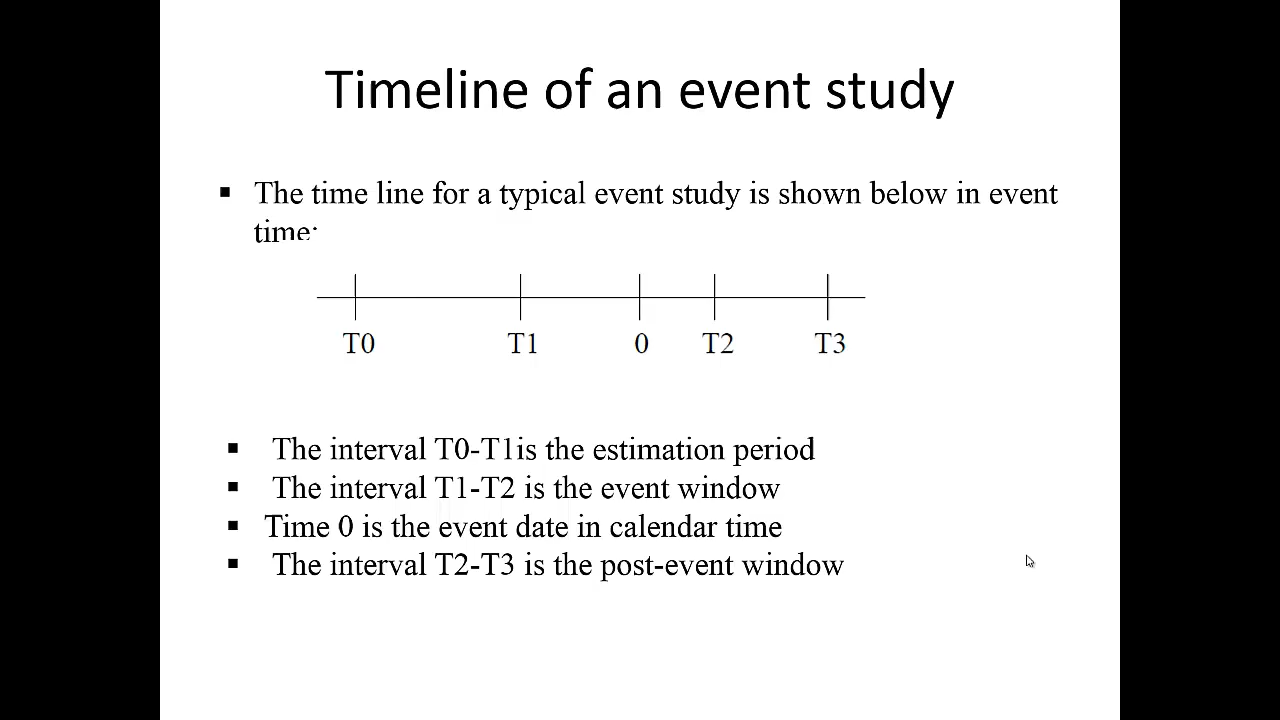 Timeline of an event study
▪ The time line for a typical event study is shown below in event
time:
T0 T1 0 T2 T3
▪ The interval T0-T1is the estimation period
▪ The interval T1-T2 is the event window
▪ Time 0 is the event date in calendar time
▪ The interval T2-T3 is the post-event window